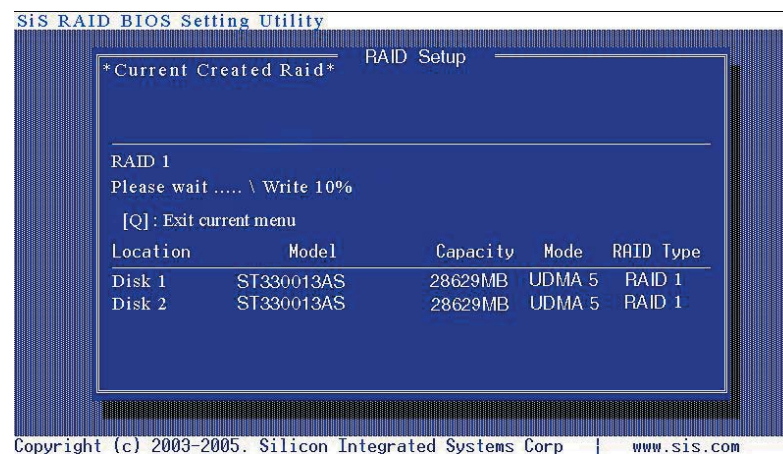 SiS RAID BIOS Setting Utility
RAID Setup
*Current Created Raid*
RAID 1
Please wait ..... \ Write 10%
[Q]: Exit current menu
Location Model Capacity Mode RAID Type
Disk 1 ST330013AS 28629MB UDMA 5 RAID 1
Disk 2 ST330013AS 28629MB UDMA 5 RAID 1
Copyright (c) 2003-2005. Silicon Integrated Systems Corp | www.sis.com